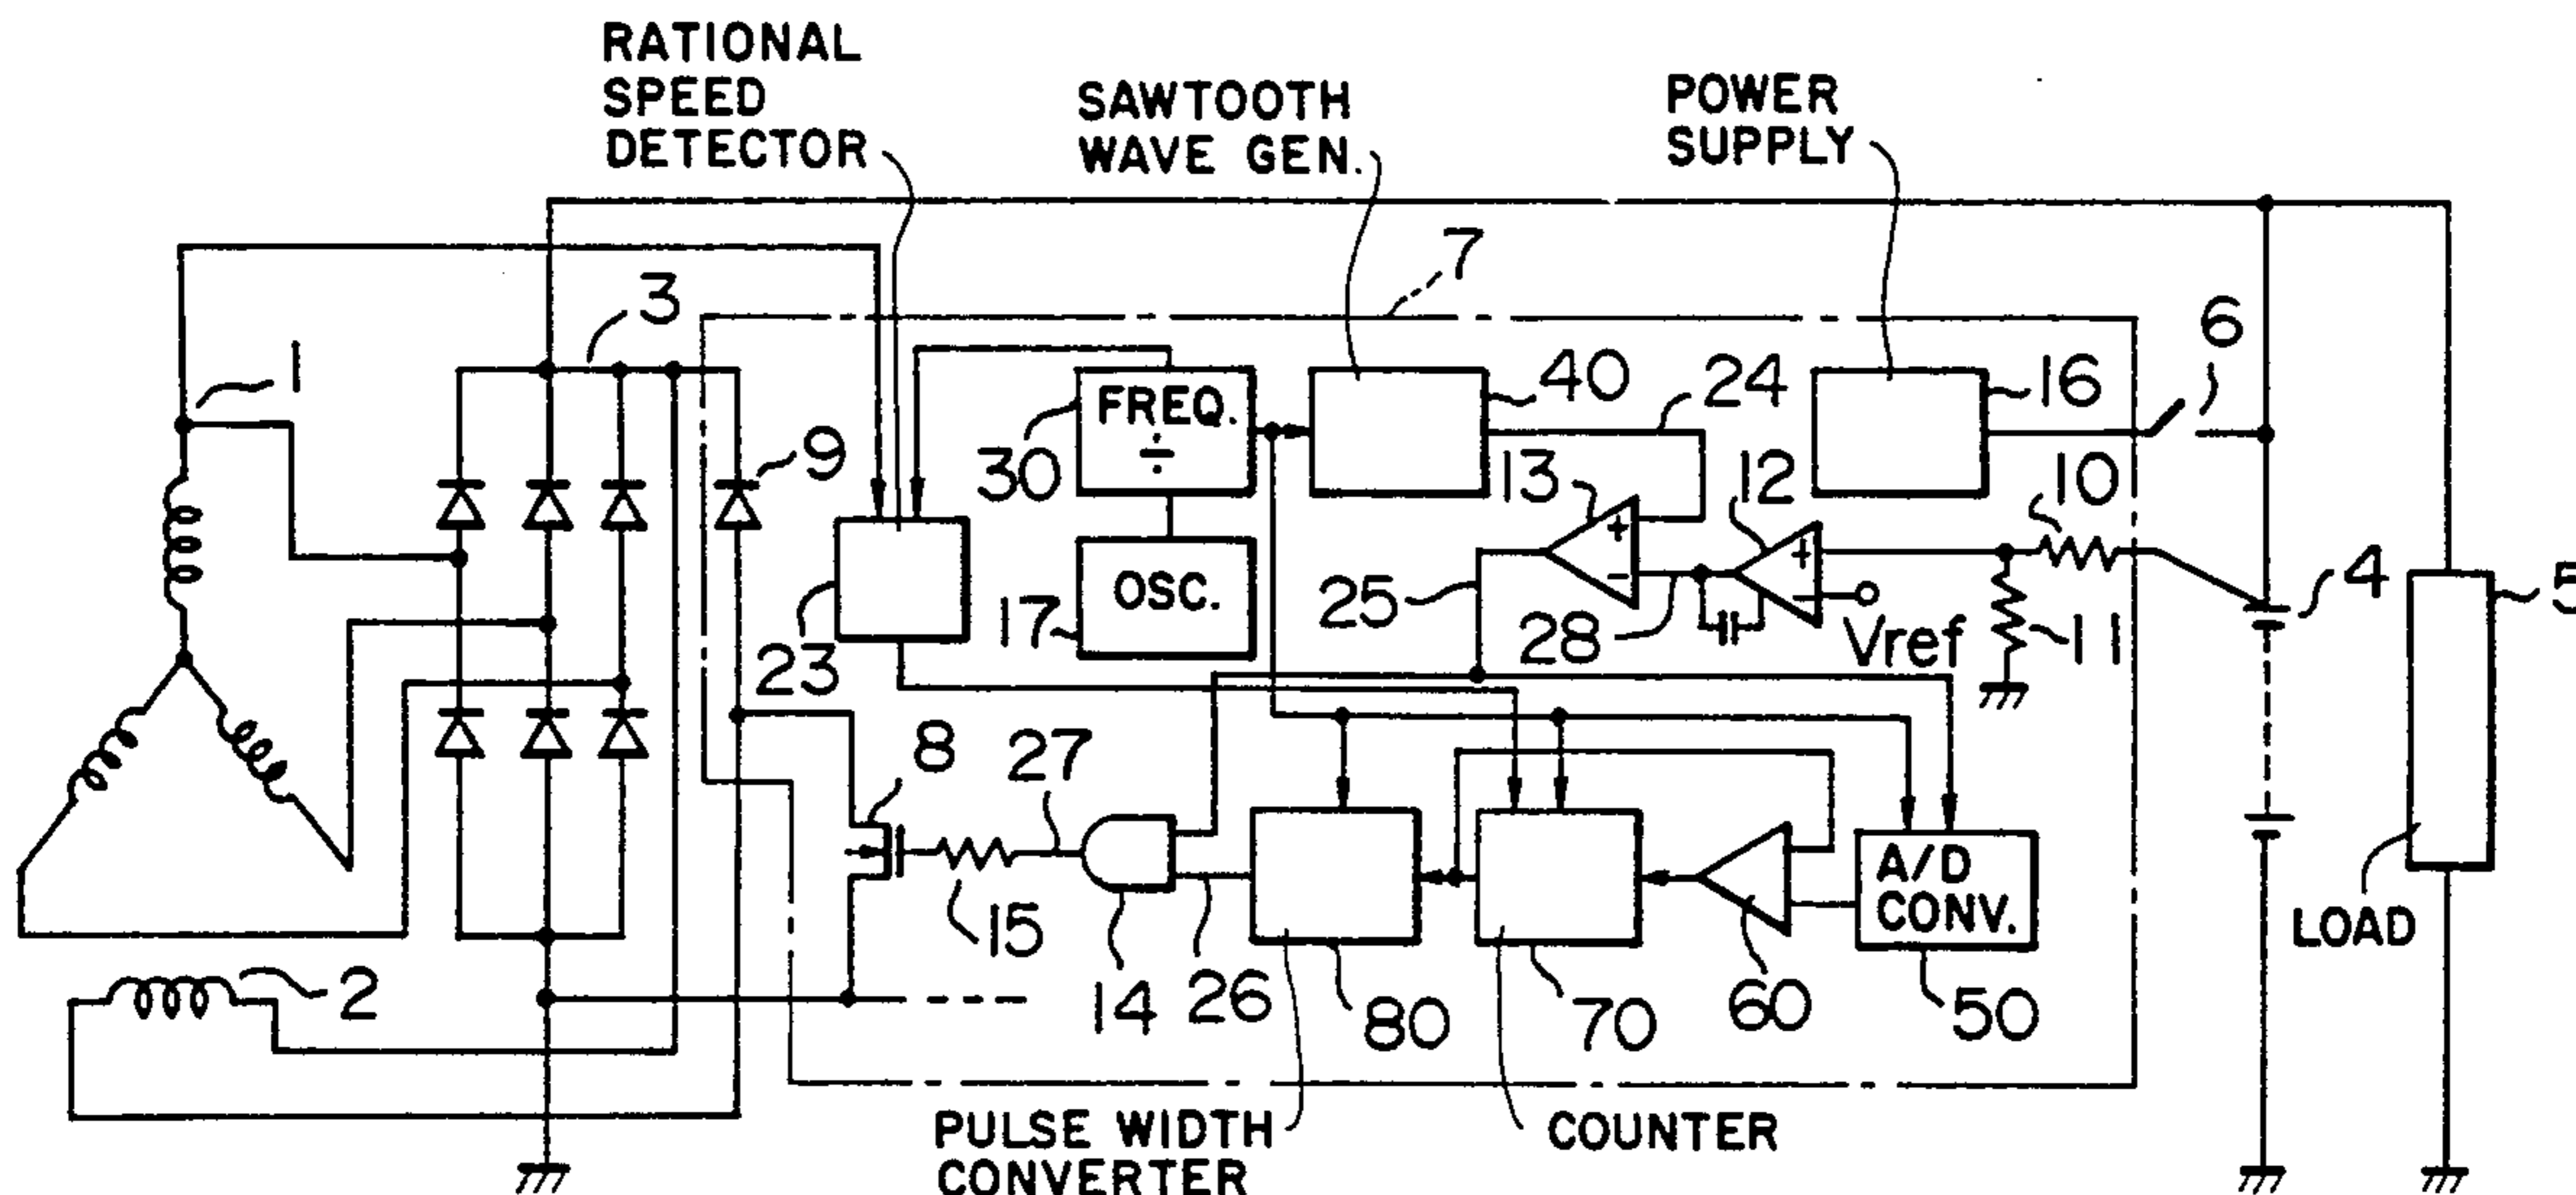 RATIONAL
SPEED
DETECTOR
SAWTOOTH
WAVE GEN.
POWER
SUPPLY
7
3
6
1
FREQ.
÷
40
24
16
9
30
13
12
10
+
-
+
-
OSC.
4
5
25
17
28
Vref
11
23
8
27
A/D
CONV.
LOAD
15
2
14
26
80
70
60
50
PULSE WIDTH
CONVERTER
COUNTER